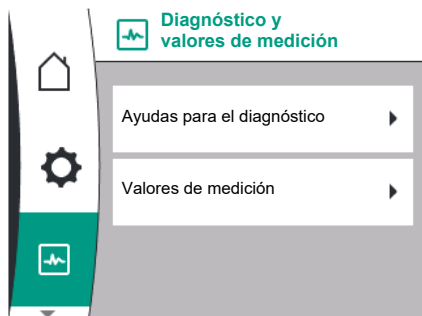 Diagnóstico y
valores de medición
Ayudas para el diagnóstico
Valores de medición